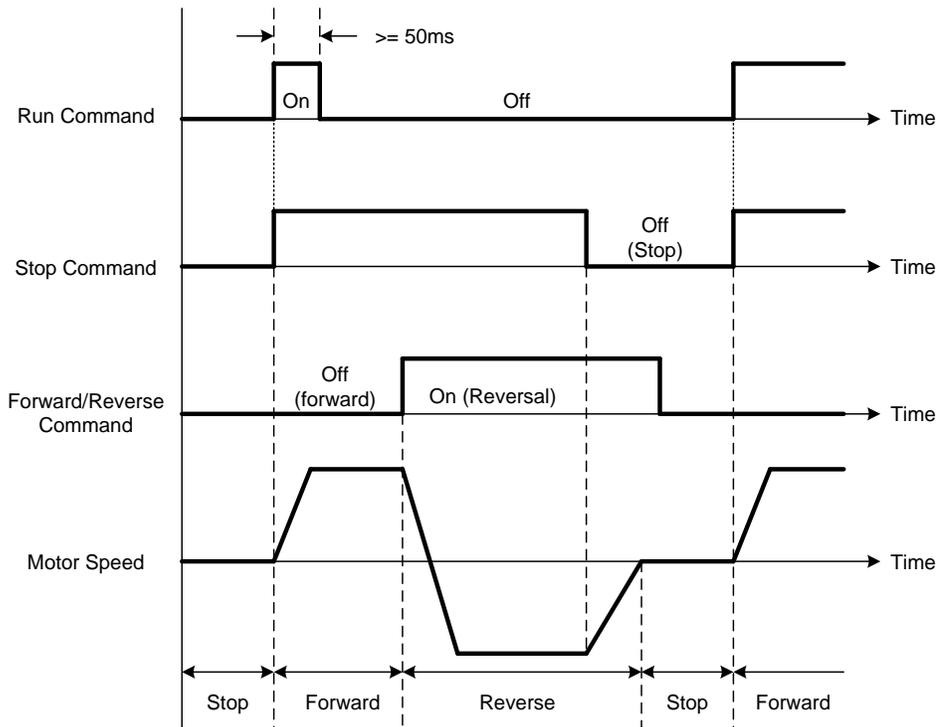 >= 50ms
On
Off
Run Command
Time
Off
(Stop)
Stop Command
Time
Off
(forward)
On (Reversal)
Forward/Reverse
Command
Time
Motor Speed
Time
Stop
Forward
Reverse
Stop
Forward